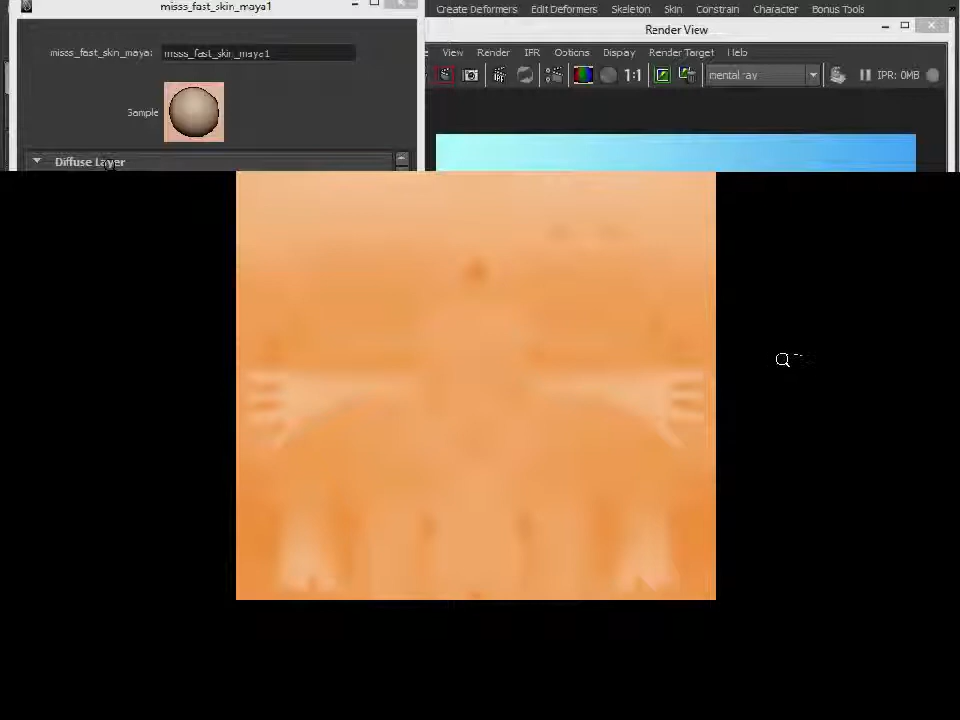 misss_fast_skin_maya1
Create Deformers Edit Deformers Skeleton Skin Constrain Character Bonus Tools
Render View
misss_fast_skin_maya: misss_fast_skin_maya1
View Render IFR Options Display Render Target Help
1:1 mental ray IPR: 0MB
Sample
Diffuse Layer